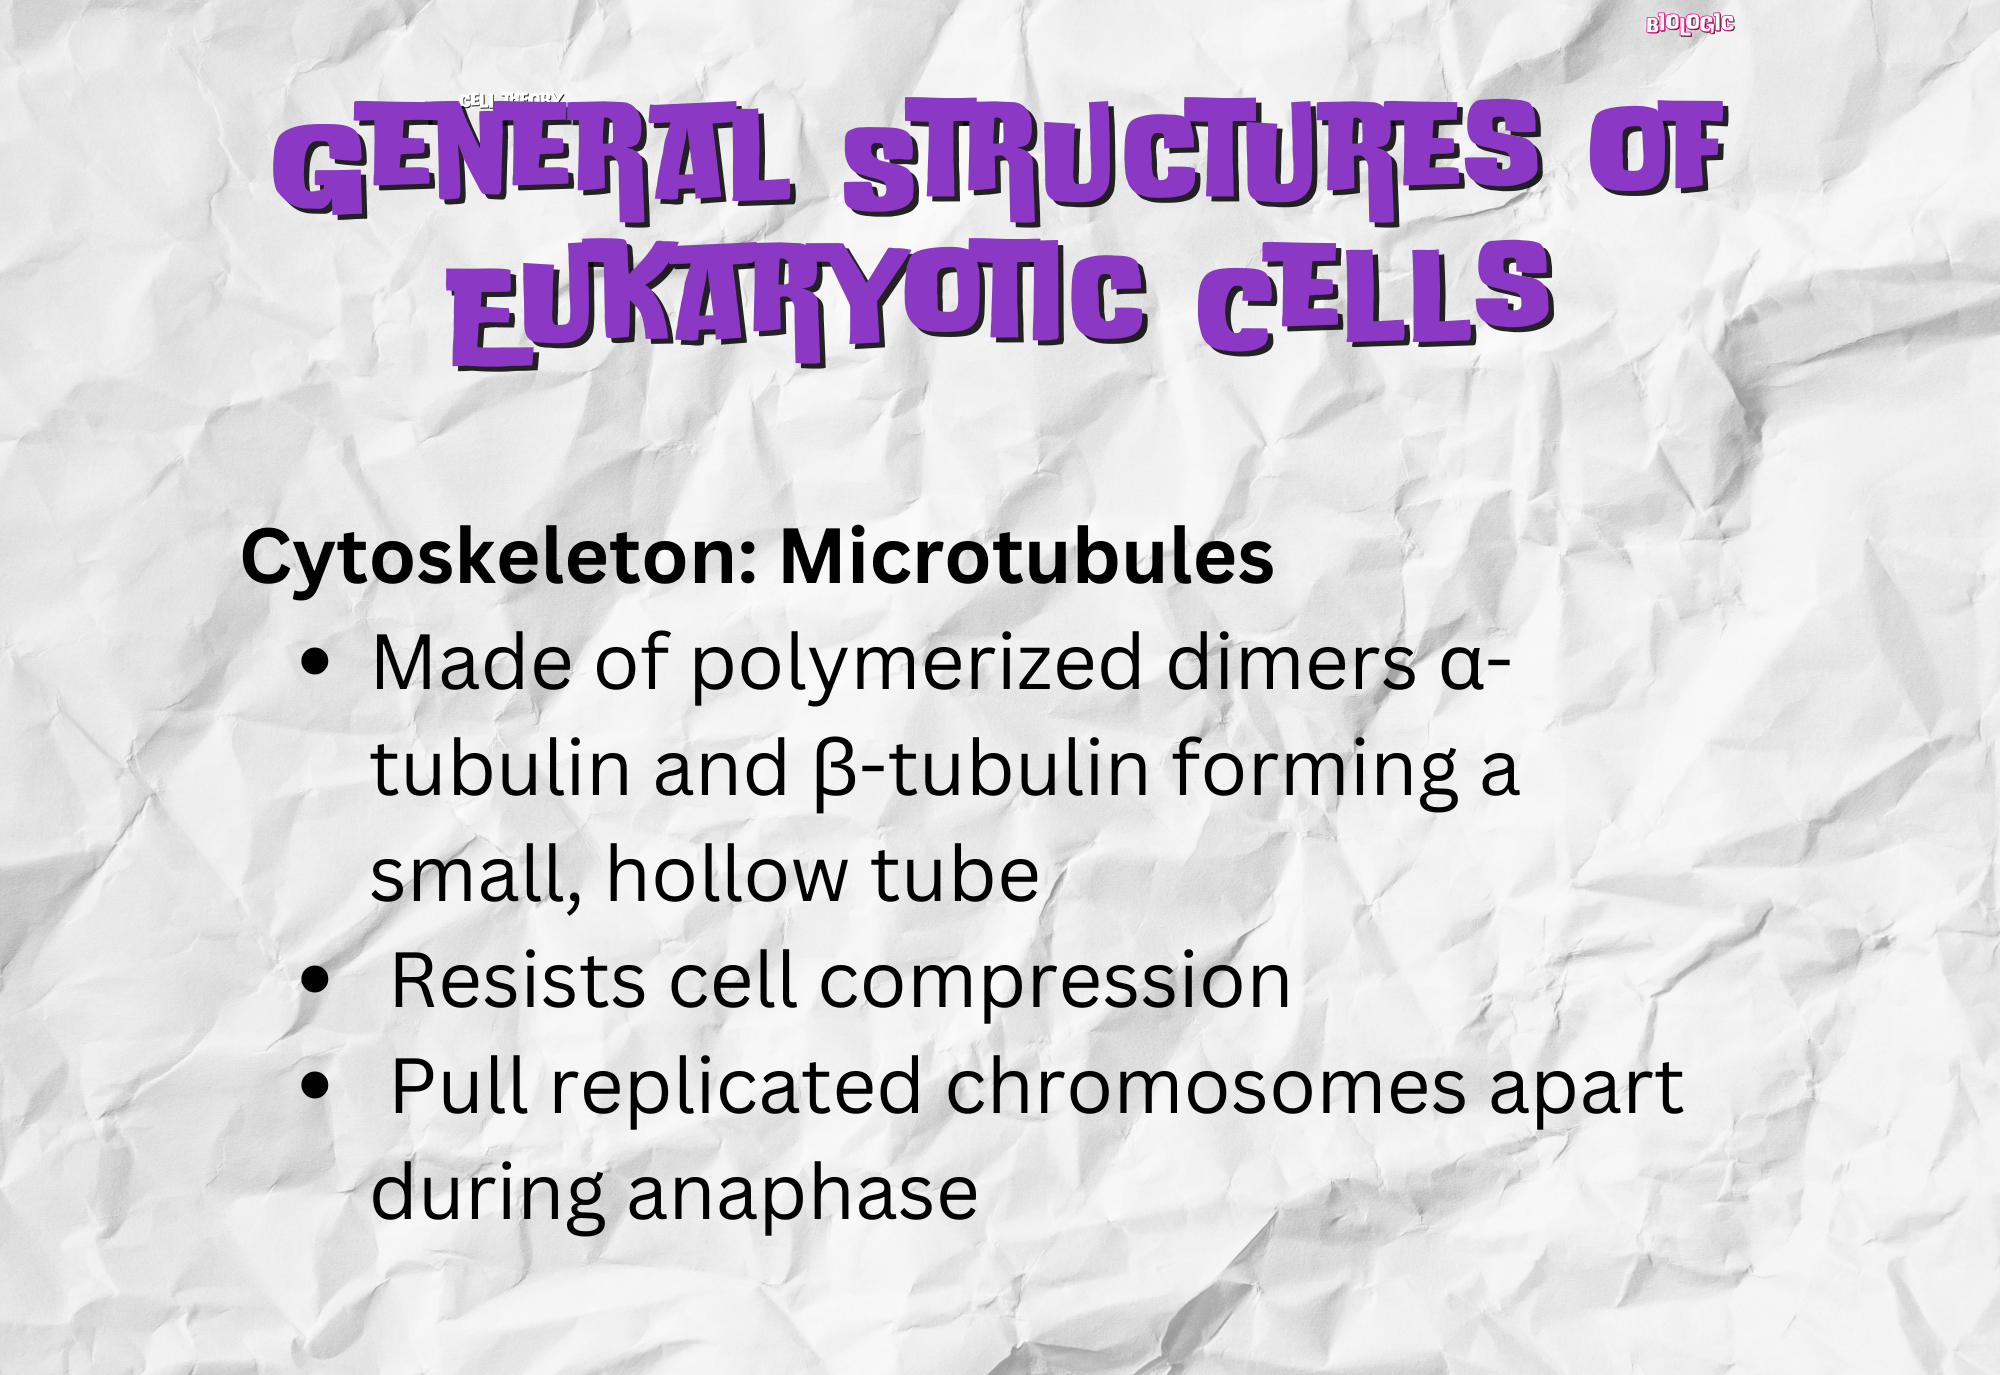 BIOLOGIC
CELL THEORY
GENERAL STRUCTURES OF
EUKARYOTIC CELLS
Cytoskeleton: Microtubules
• Made of polymerized dimers α-
tubulin and β-tubulin forming a
small, hollow tube
• Resists cell compression
• Pull replicated chromosomes apart
during anaphase